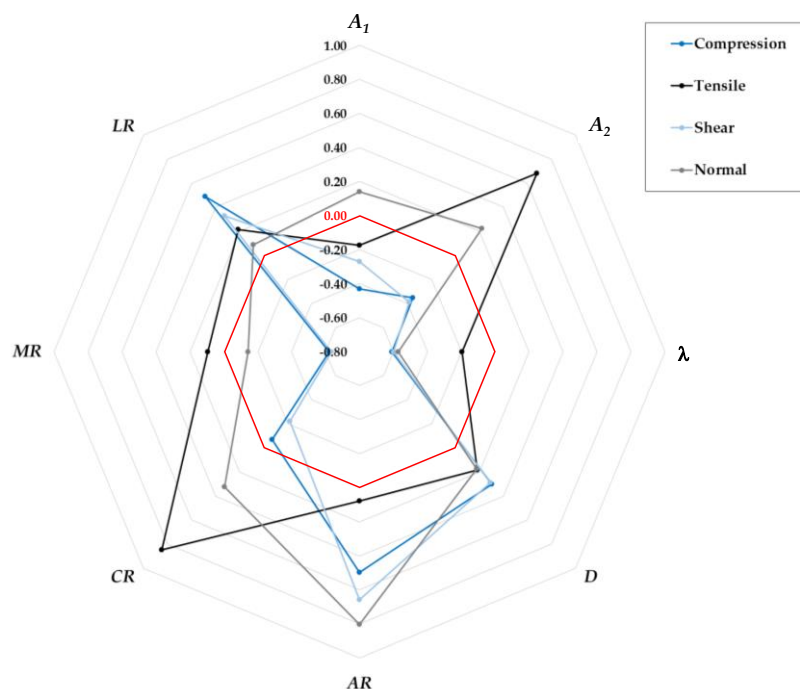 A1
1.00
0.80
0.60
0.40
0.20
0.00
-0.20
-0.40
-0.60
-0.80
A2
λ
D
AR
CR
MR
LR
Compression
Tensile
Shear
Normal